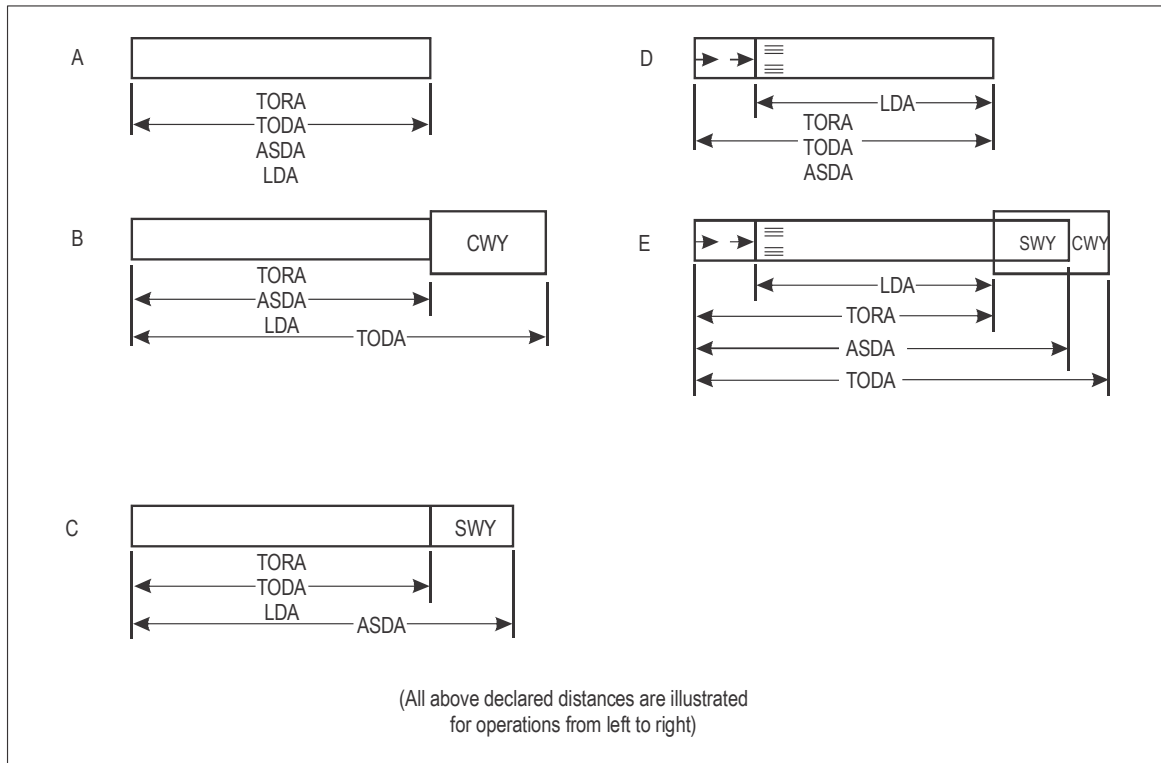 A
TORA
TODA
ASDA
LDA
B
CWY
TORA
ASDA
LDA
TODA
C
SWY
TORA
TODA
LDA
ASDA
D
LDA
TORA
TODA
ASDA
E
SWY
CWY
LDA
TORA
ASDA
TODA
(All above declared distances are illustrated
for operations from left to right)